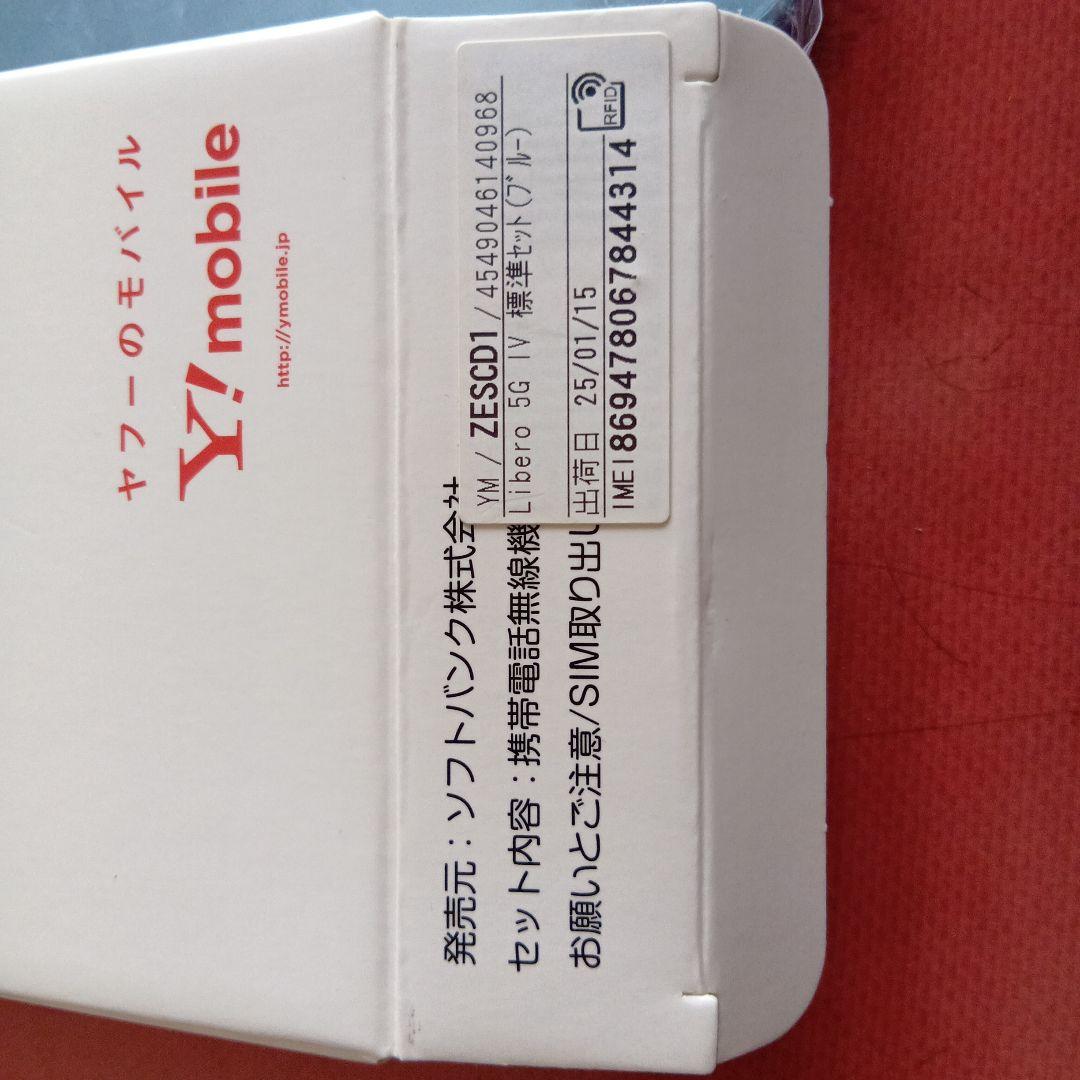 ヤフーのモバイル
Y!mobile
http://ymobile.jp
発売元：ソフトバンク株式会社
セット内容：携帯電話無線機
お願いとご注意/SIM取り出し
YM / ZESCD1 / 4549046140968
Libero 5G IV 標準ｾｯﾄ(ﾌﾞﾙｰ)
出荷日 25/01/15
RFID
IMEI869478067844314